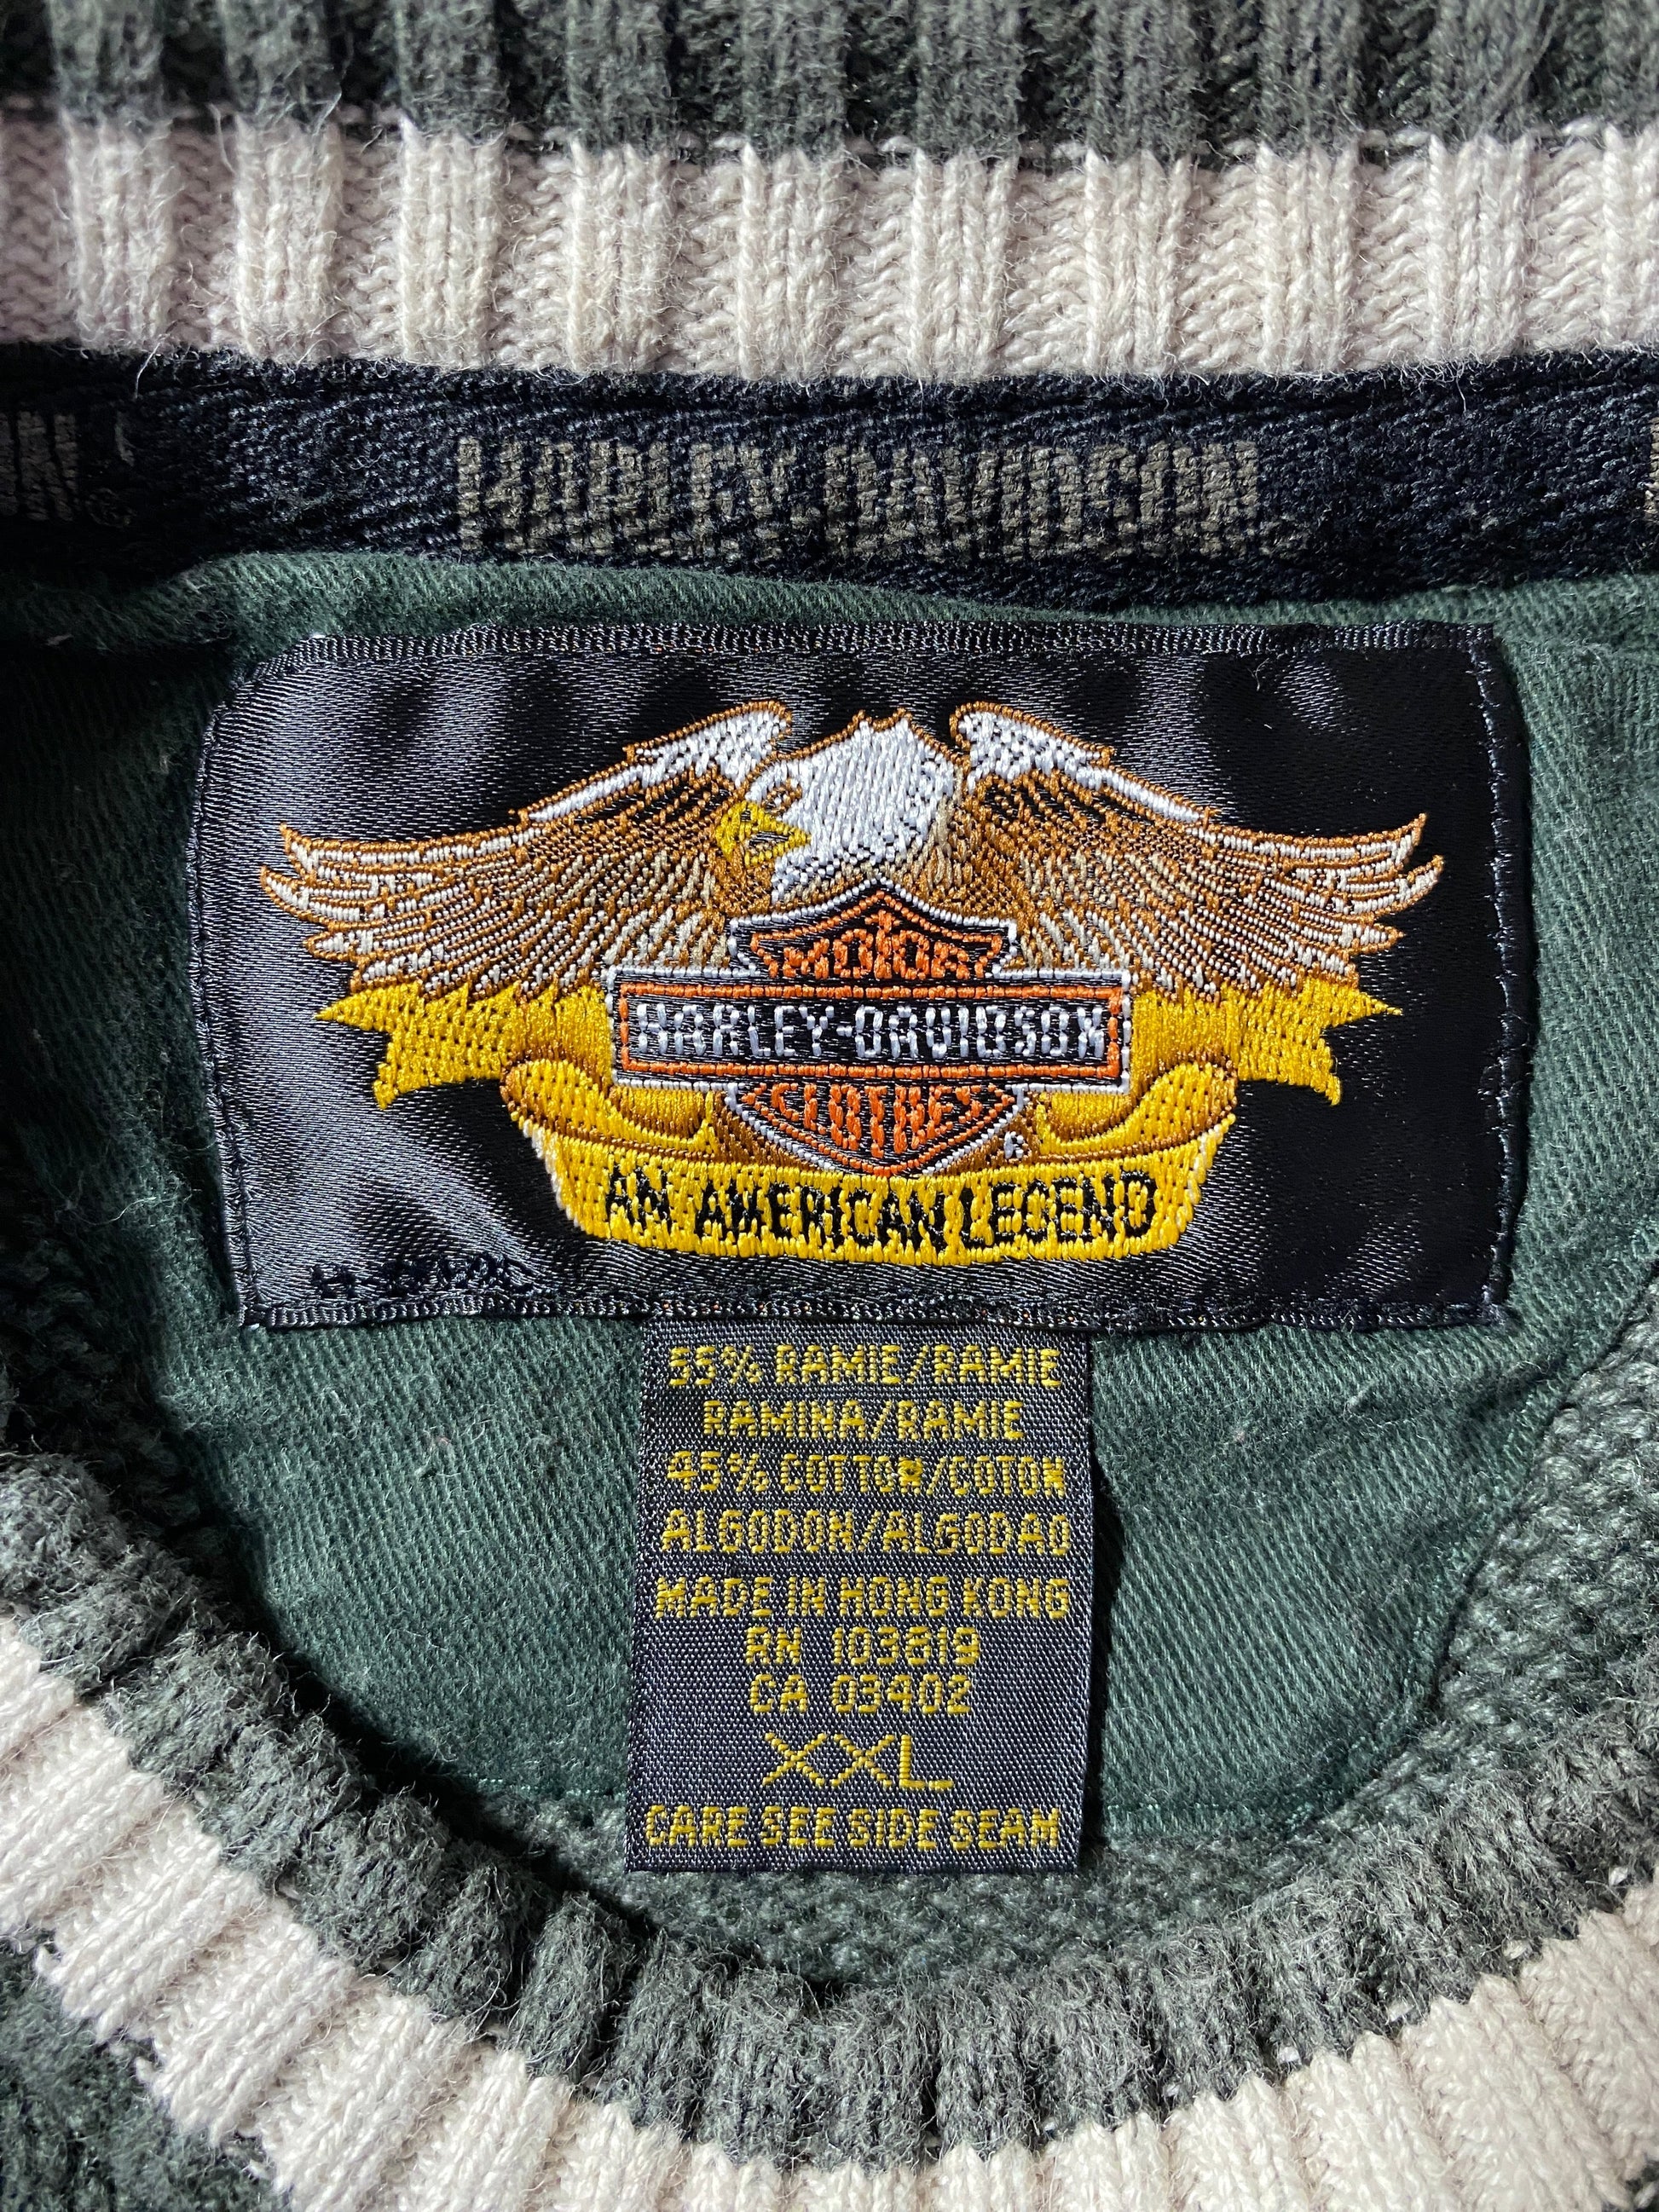 HARLEY-DAVIDSON
MOTOR
HARLEY-DAVIDSON
CLOTHES
®
AN AMERICAN LEGEND
55% RAMIE/RAMIE
RAMINA/RAMIE
45% COTTON/COTON
ALGODON/ALGODAO
MADE IN HONG KONG
RN 103819
CA 03402
XXL
CARE SEE SIDE SEAM